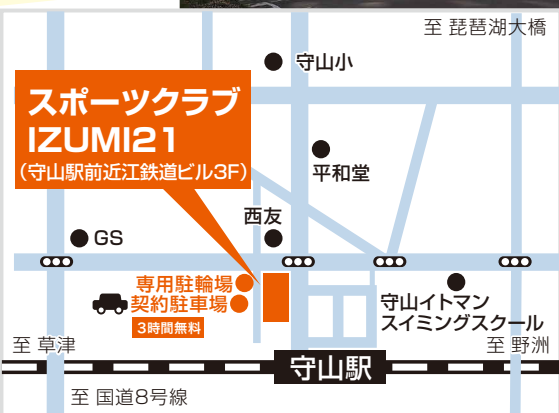 至 琵琶湖大橋
守山小
スポーツクラブ
IZUMI21
(守山駅前近江鉄道ビル3F)
平和堂
西友
GS
専用駐輪場
契約駐車場
3時間無料
守山イトマン
スイミングスクール
至 草津
至 野洲
守山駅
至 国道8号線